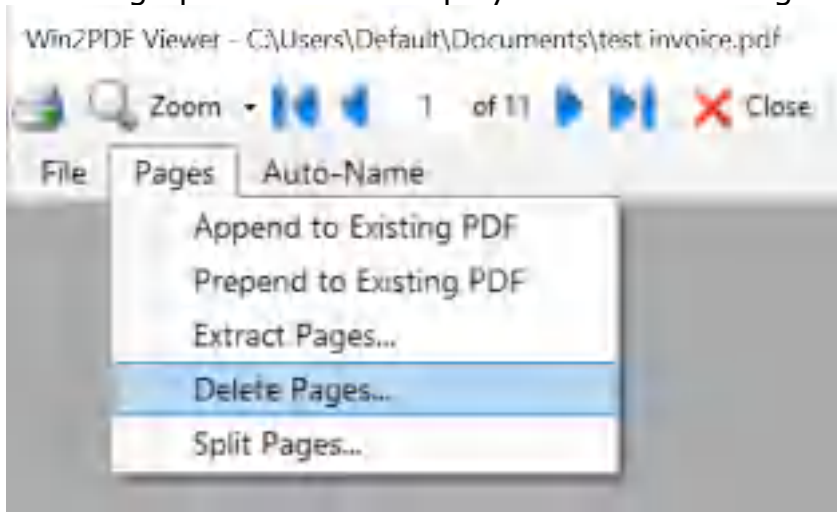 Win2PDF Viewer - C:\Users\Default\Documents\test invoice.pdf
Zoom 1 of 11 Close
File Pages Auto-Name
Append to Existing PDF
Prepend to Existing PDF
Extract Pages...
Delete Pages...
Split Pages...